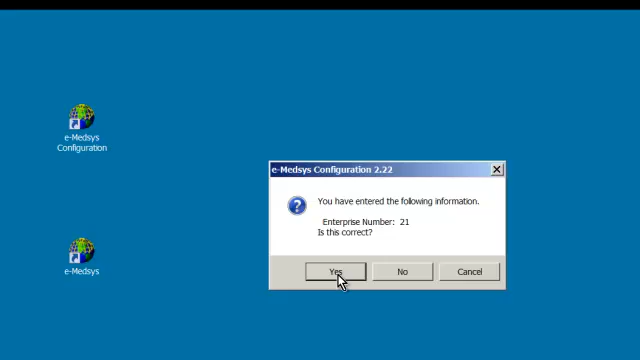 e-Medsys
Configuration
e-Medsys Configuration 2.22
You have entered the following information.
Enterprise Number: 21
Is this correct?
e-Medsys
Yes
No
Cancel